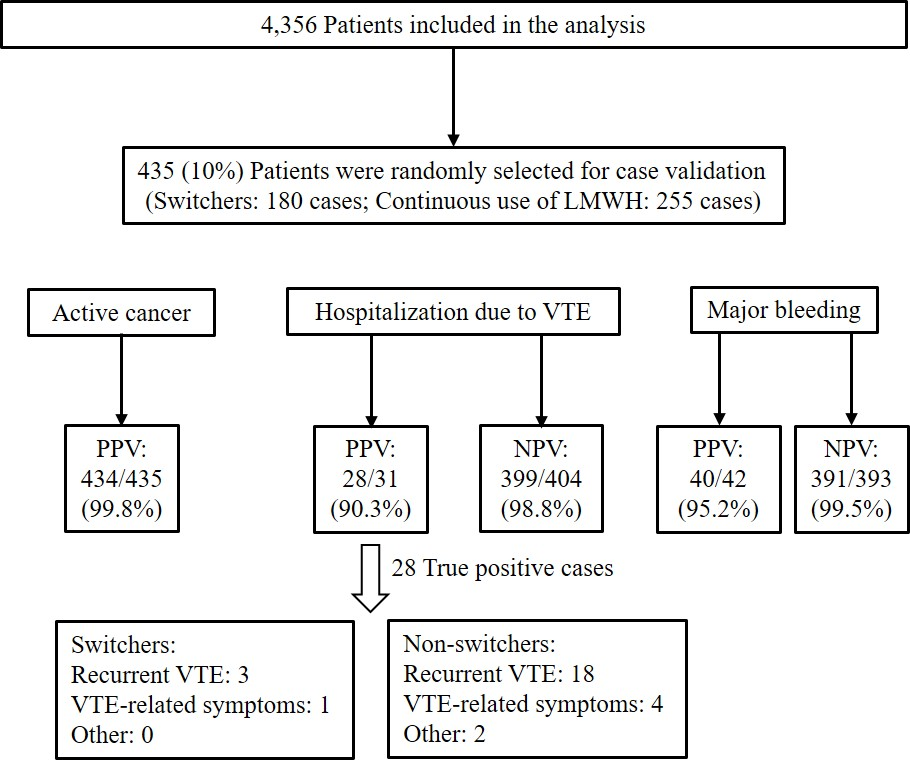 4,356 Patients included in the analysis
435 (10%) Patients were randomly selected for case validation
(Switchers: 180 cases; Continuous use of LMWH: 255 cases)
Active cancer
Hospitalization due to VTE
Major bleeding
PPV:
434/435
(99.8%)
PPV:
28/31
(90.3%)
NPV:
399/404
(98.8%)
PPV:
40/42
(95.2%)
NPV:
391/393
(99.5%)
28 True positive cases
Switchers:
Recurrent VTE: 3
VTE-related symptoms: 1
Other: 0
Non-switchers:
Recurrent VTE: 18
VTE-related symptoms: 4
Other: 2